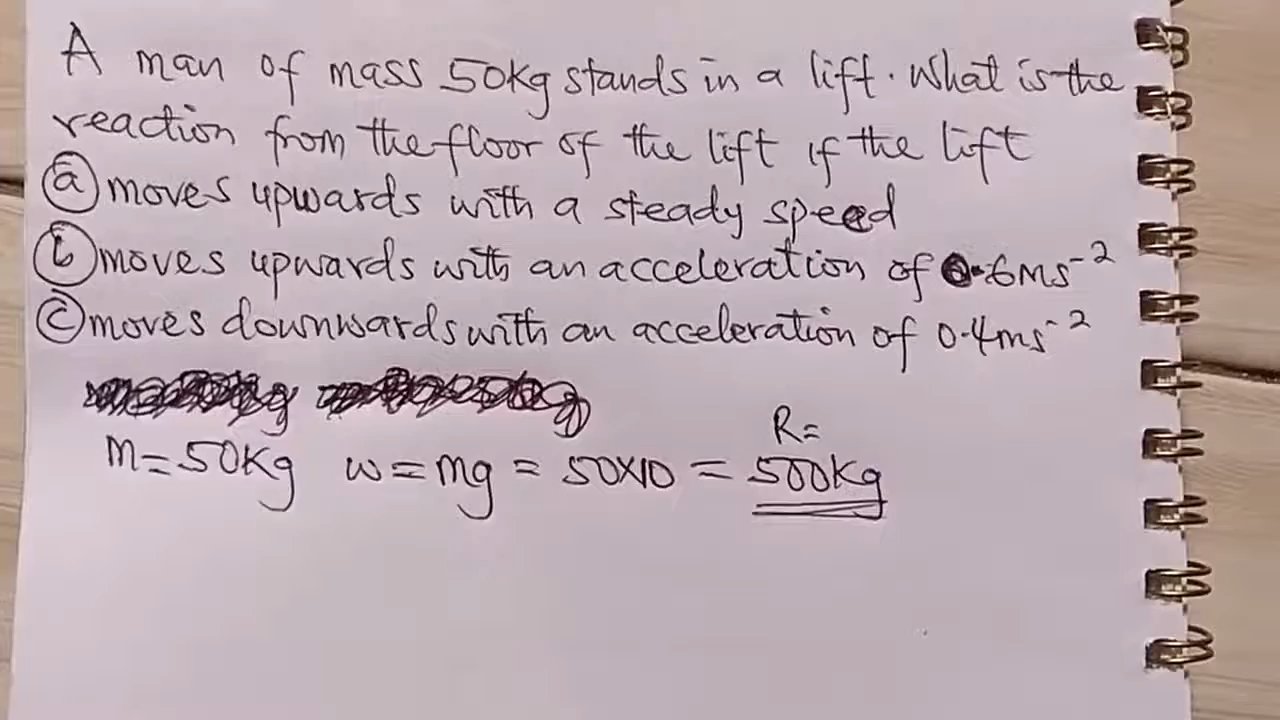 A man of mass 50Kg stands in a lift. What is the
reaction from the floor of the lift if the lift
(a) moves upwards with a steady speed
(b) moves upwards with an acceleration of 0.6ms⁻²
(c) moves downwards with an acceleration of 0.4ms⁻²
R=
M=50Kg w=mg = 50x10 = 500Kg